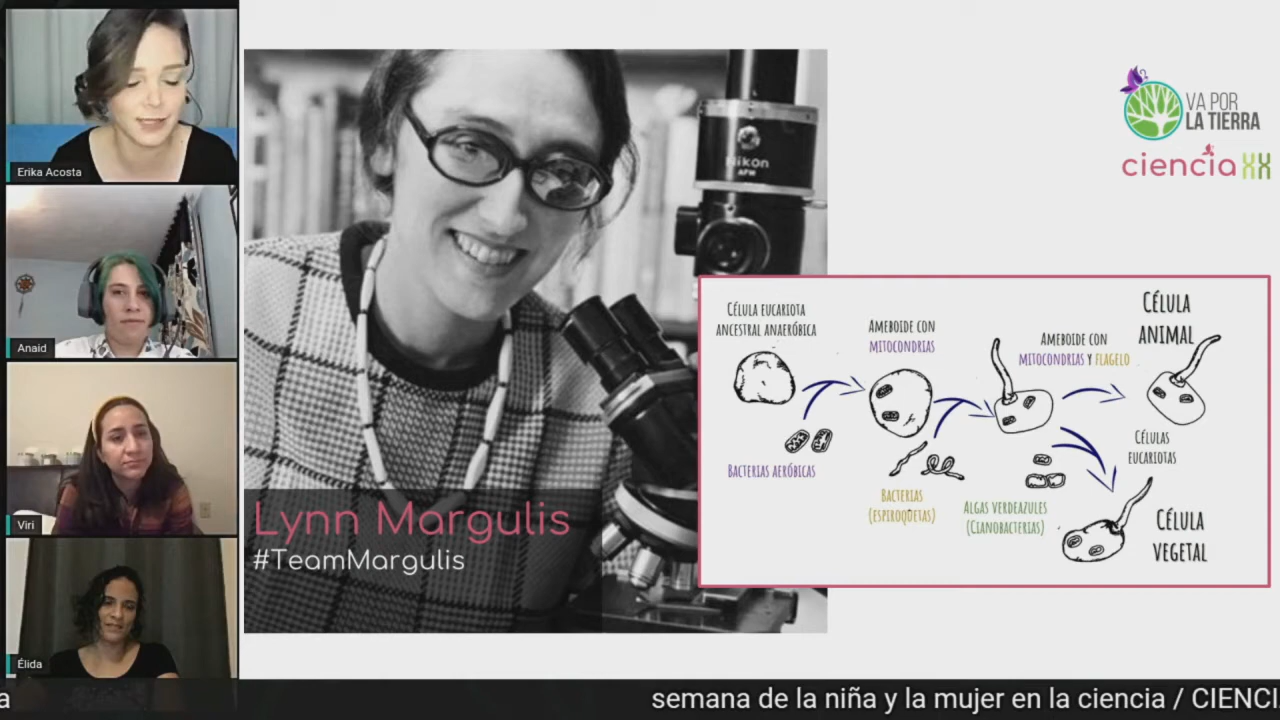 Erika Acosta
Anaid
Viri
Élida
Nikon
AFM
Lynn Margulis
#TeamMargulis
VA POR
LA TIERRA
ciencia XX
CÉLULA EUCARIOTA
ANCESTRAL ANAERÓBICA
BACTERIAS AERÓBICAS
AMEBOIDE CON
MITOCONDRIAS
BACTERIAS
(ESPIROQÜETAS)
AMEBOIDE CON
MITOCONDRIAS Y FLAGELO
ALGAS VERDEAZULES
(CIANOBACTERIAS)
CÉLULA
ANIMAL
CÉLULAS
EUCARIOTAS
CÉLULA
VEGETAL
a semana de la niña y la mujer en la ciencia / CIENCI